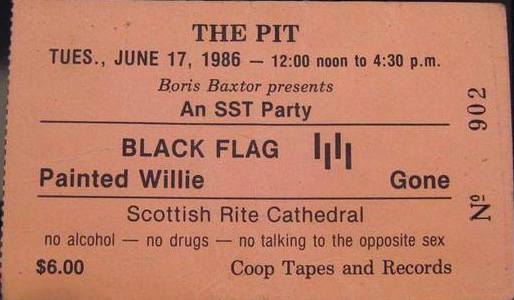 THE PIT
TUES., JUNE 17, 1986 — 12:00 noon to 4:30 p.m.
Boris Baxtor presents
An SST Party
BLACK FLAG
Painted Willie Gone
Scottish Rite Cathedral
no alcohol — no drugs — no talking to the opposite sex
$6.00 Coop Tapes and Records
Nº 902